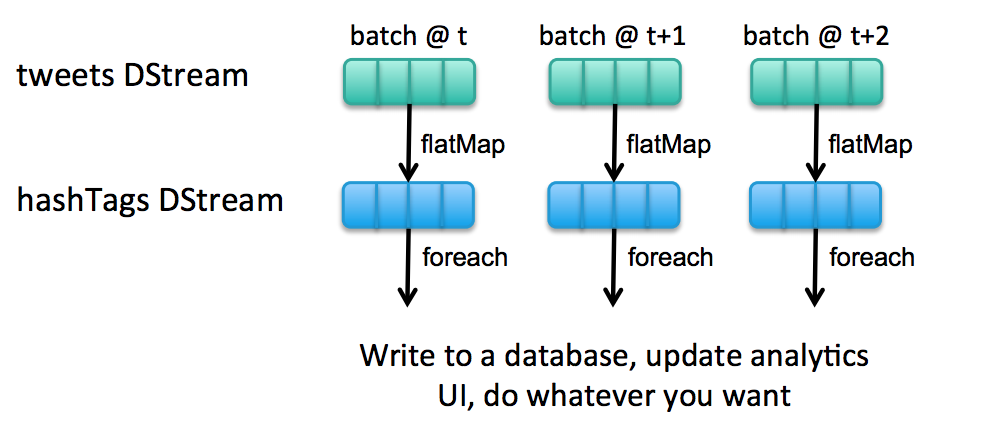 batch @ t
batch @ t+1
batch @ t+2
tweets DStream
flatMap
flatMap
flatMap
hashTags DStream
foreach
foreach
foreach
Write to a database, update analytics
UI, do whatever you want